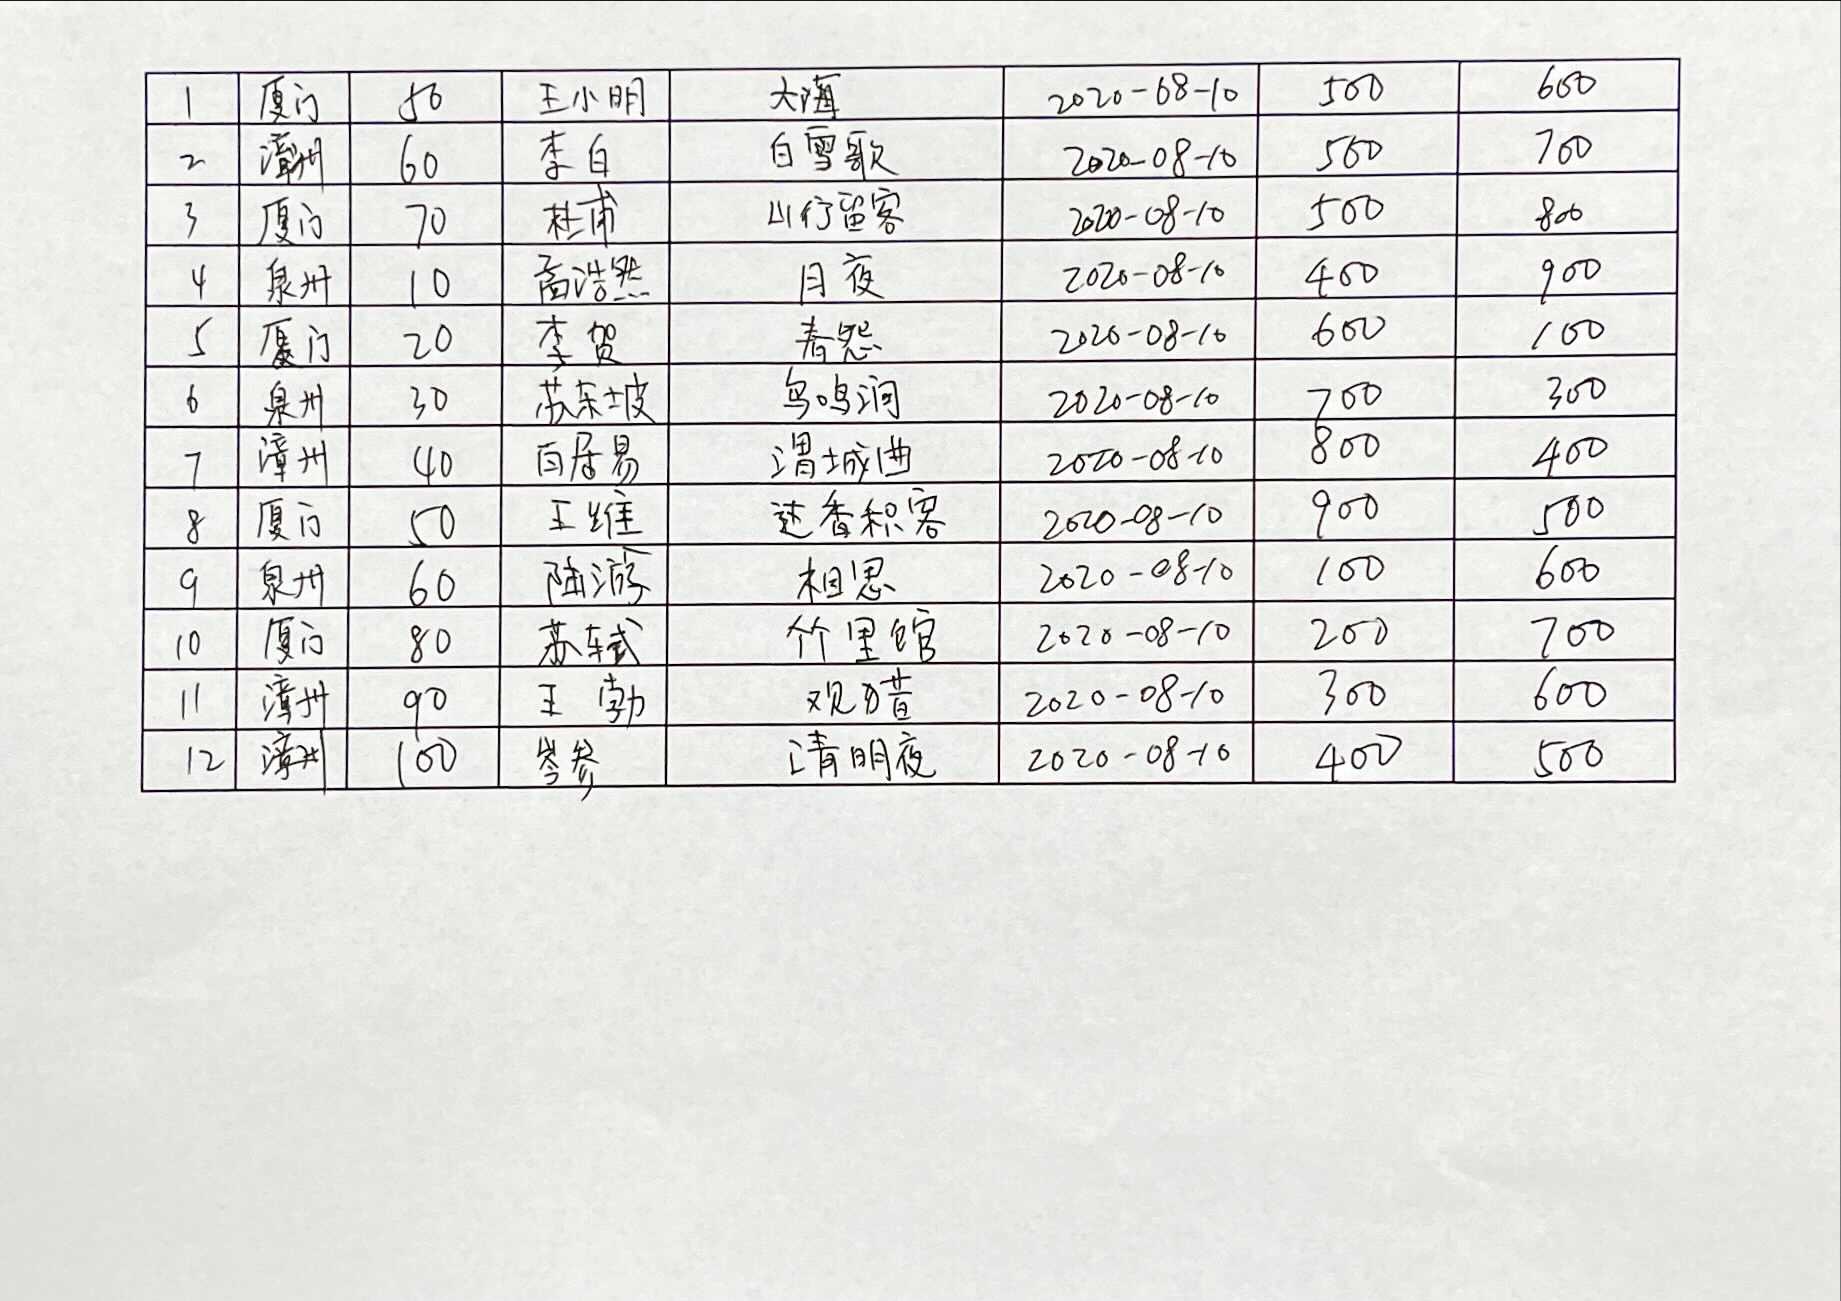 1 厦门 50 王小明 大海 2020-08-10 500 600
2 漳州 60 李白 白雪歌 2020-08-10 500 700
3 厦门 70 杜甫 山行留客 2020-08-10 500 800
4 泉州 10 孟浩然 月夜 2020-08-10 400 900
5 厦门 20 李贺 春怨 2020-08-10 600 100
6 泉州 30 苏东坡 鸟鸣涧 2020-08-10 700 300
7 漳州 40 白居易 渭城曲 2020-08-10 800 400
8 厦门 50 王维 过香积客 2020-08-10 900 500
9 泉州 60 陆游 相思 2020-08-10 100 600
10 厦门 80 苏轼 竹里馆 2020-08-10 200 700
11 漳州 90 王勃 观猎 2020-08-10 300 600
12 漳州 100 岑参 清明夜 2020-08-10 400 500